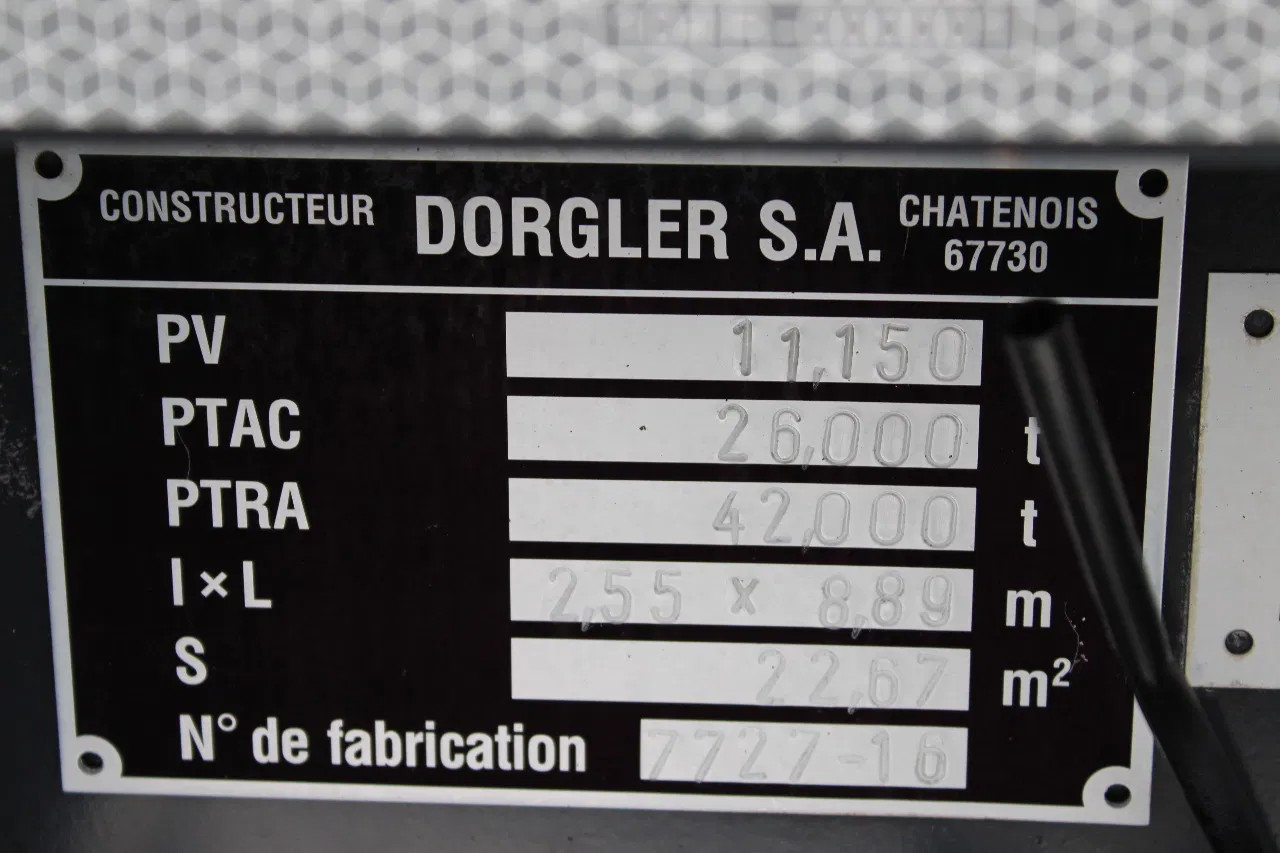 CONSTRUCTEUR DORGLER S.A. CHATENOIS
67730
PV 11,150
PTAC 26,000 t
PTRA 42,000 t
l × L 2,55 x 8,89 m
S 22,67 m²
N° de fabrication 7727-16